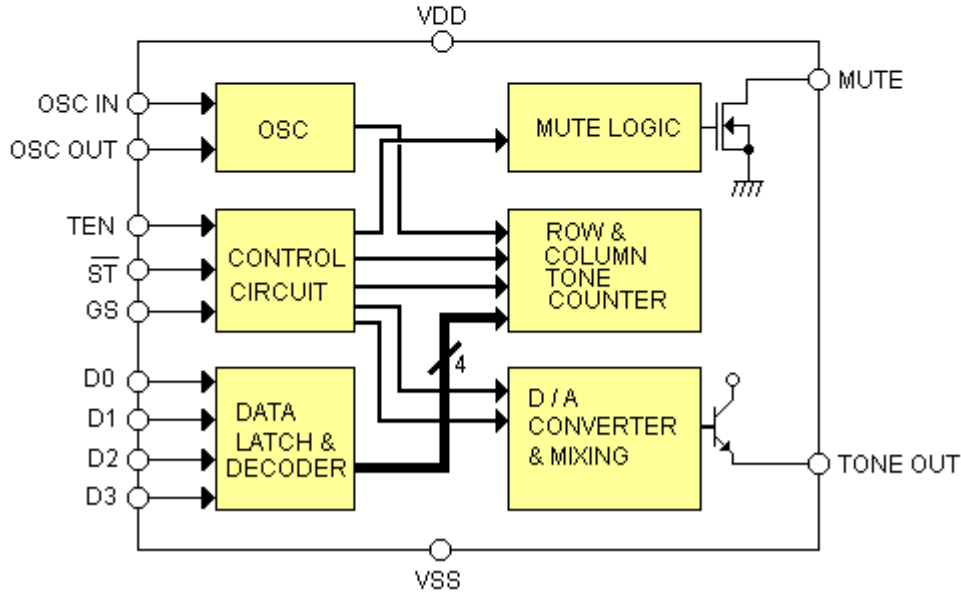 VDD
OSC IN
OSC OUT
OSC
MUTE LOGIC
MUTE
TEN
S̅T̅
GS
CONTROL
CIRCUIT
ROW &
COLUMN
TONE
COUNTER
4
D0
D1
D2
D3
DATA
LATCH &
DECODER
D / A
CONVERTER
& MIXING
TONE OUT
VSS